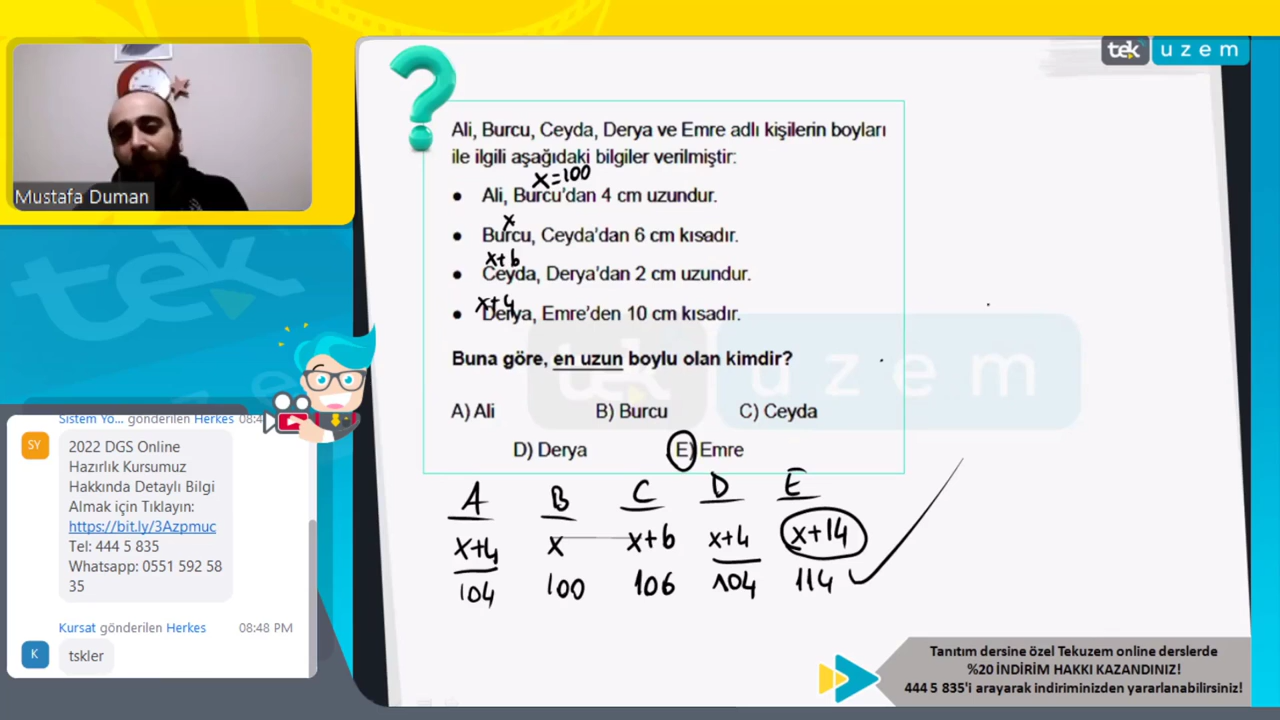 tek uzem
Mustafa Duman
Ali, Burcu, Ceyda, Derya ve Emre adlı kişilerin boyları
ile ilgili aşağıdaki bilgiler verilmiştir:
x=100
• Ali, Burcu'dan 4 cm uzundur.
x
• Burcu, Ceyda'dan 6 cm kısadır.
x+6
• Ceyda, Derya'dan 2 cm uzundur.
x+4
• Derya, Emre'den 10 cm kısadır.
Buna göre, en uzun boylu olan kimdir?
A) Ali B) Burcu C) Ceyda
D) Derya E) Emre
A B C D E
x+4 x x+6 x+4 x+14
104 100 106 104 114
tek uzem
Sistem Yö... gönderilen Herkes 08:4
SY
2022 DGS Online
Hazırlık Kursumuz
Hakkında Detaylı Bilgi
Almak için Tıklayın:
https://bit.ly/3Azpmuc
Tel: 444 5 835
Whatsapp: 0551 592 58
35
Kursat gönderilen Herkes 08:48 PM
K
tskler
Tanıtım dersine özel Tekuzem online derslerde
%20 İNDİRİM HAKKI KAZANDINIZ!
444 5 835'i arayarak indiriminizden yararlanabilirsiniz!